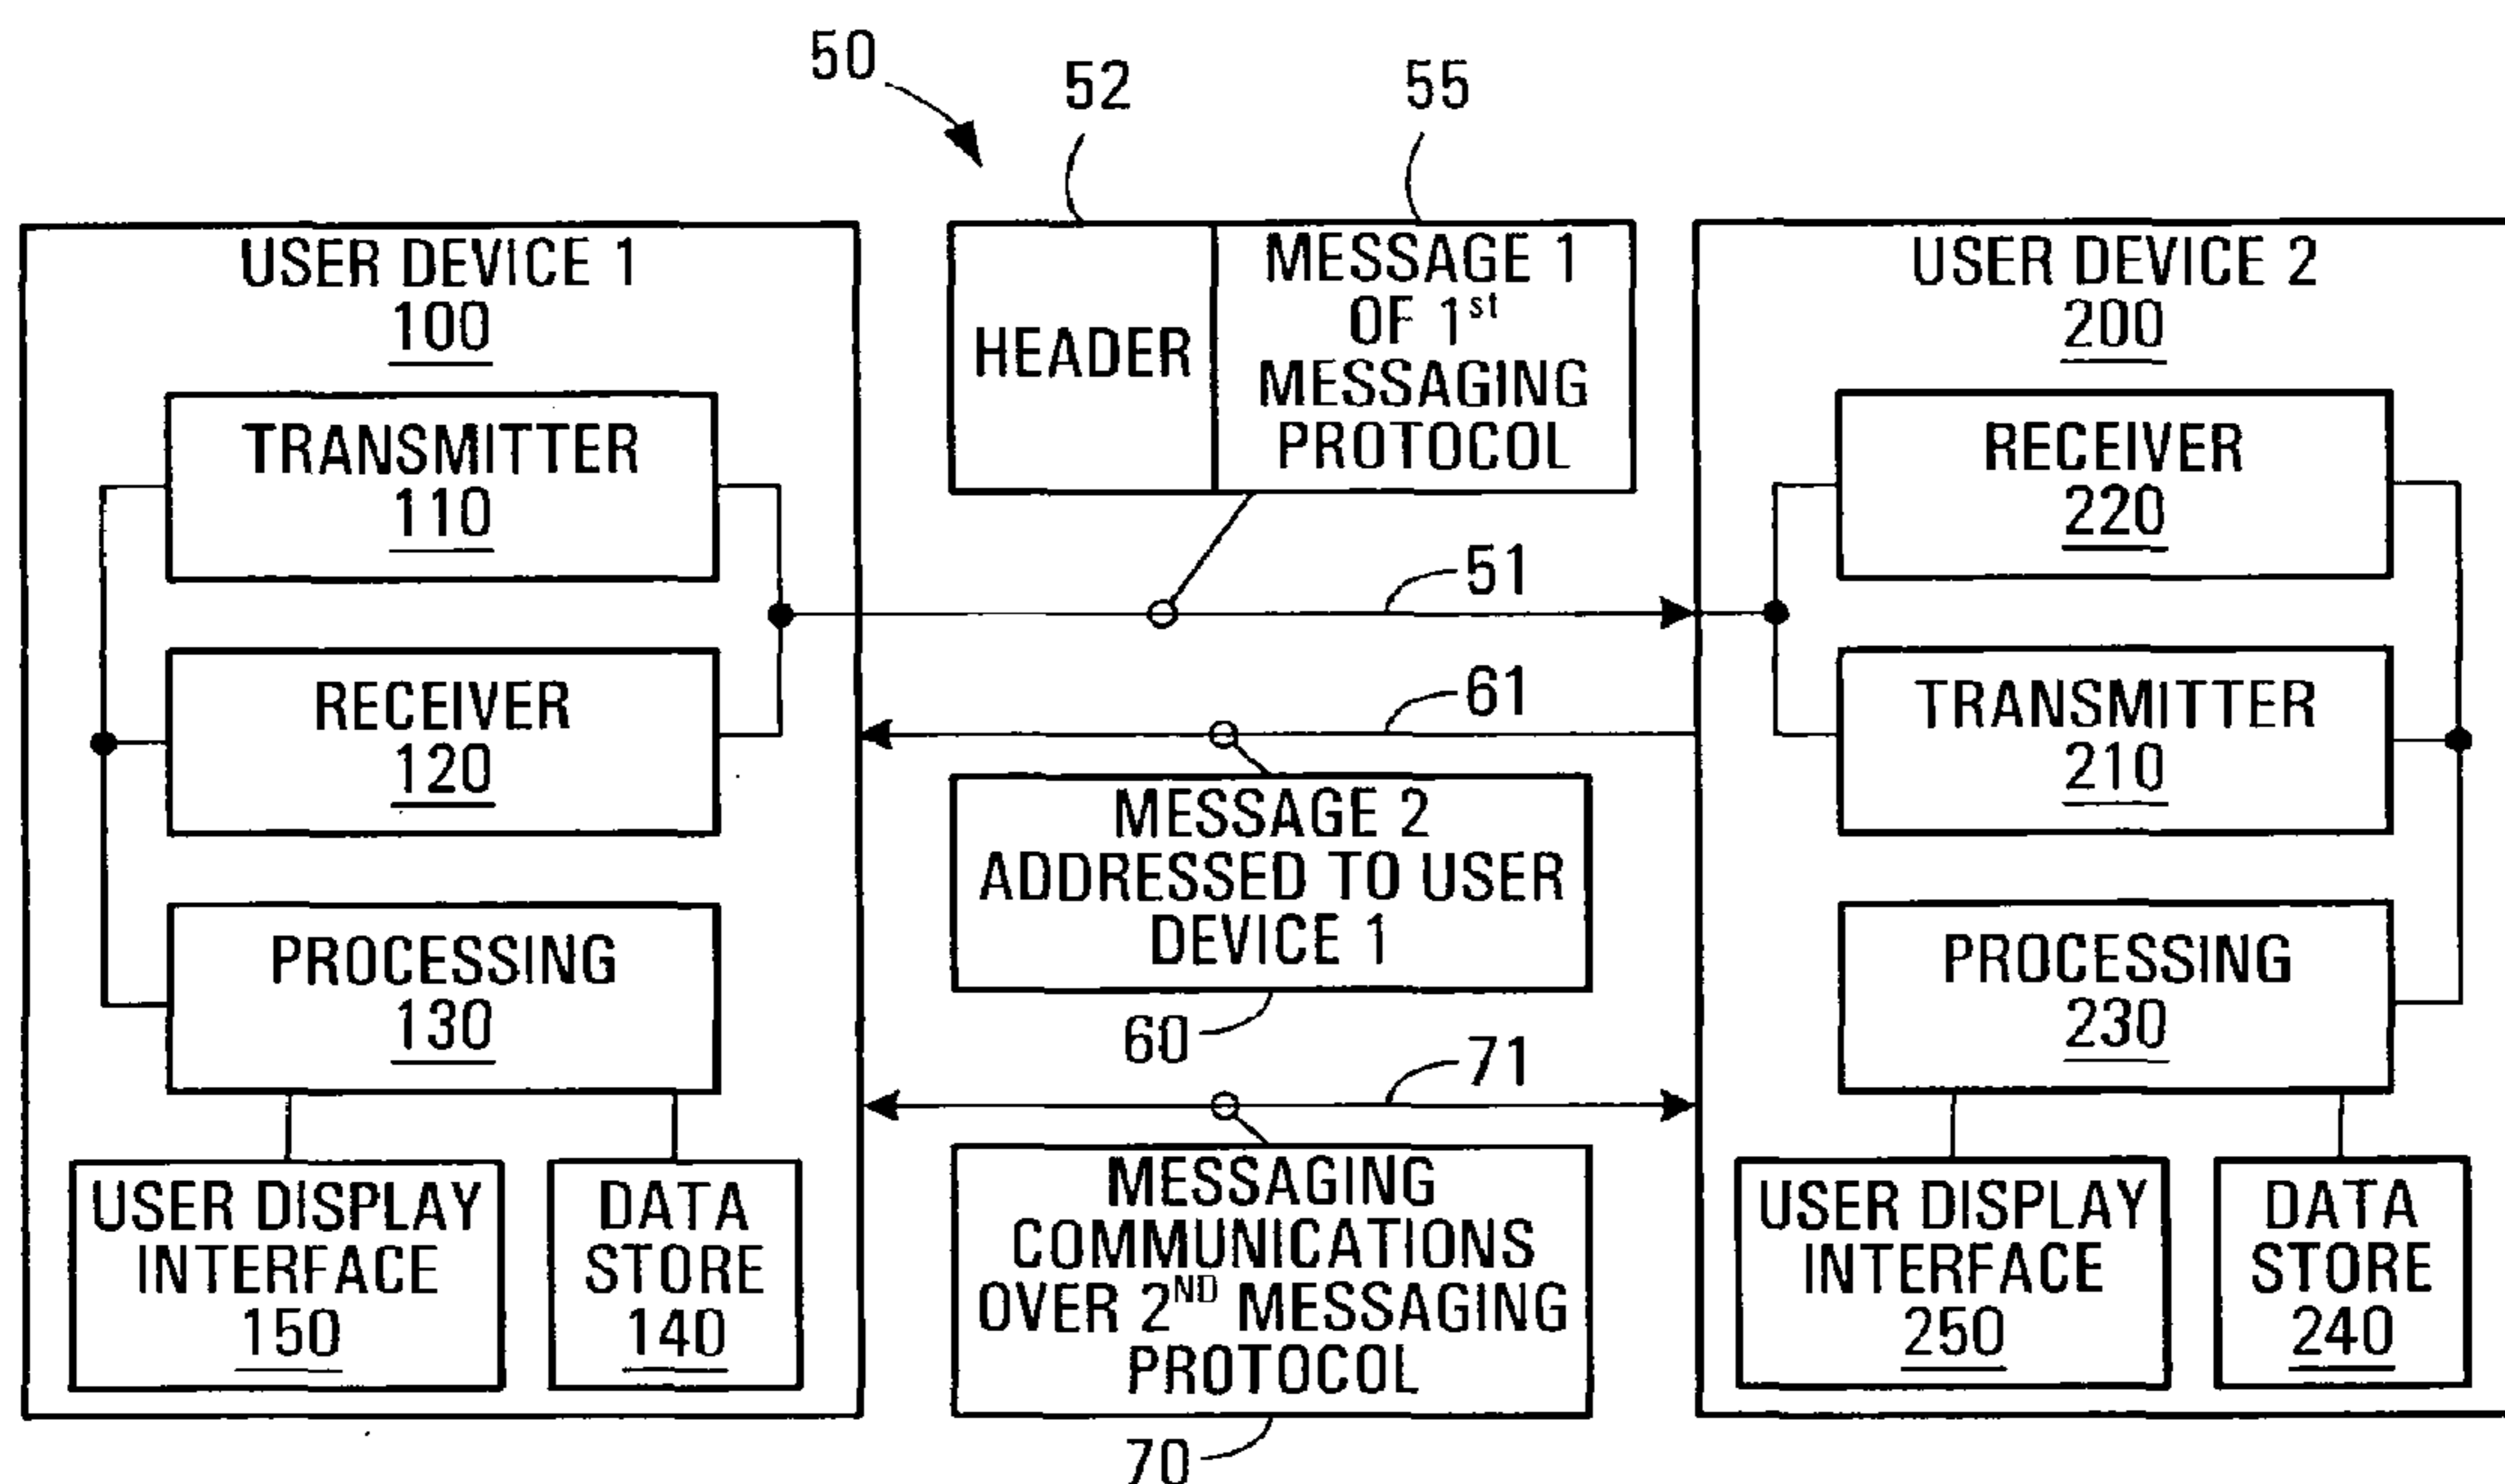 50
52
55
USER DEVICE 1
100
TRANSMITTER
110
RECEIVER
120
PROCESSING
130
USER DISPLAY
INTERFACE
150
DATA
STORE
140
HEADER
MESSAGE 1
OF 1st
MESSAGING
PROTOCOL
51
61
MESSAGE 2
ADDRESSED TO USER
DEVICE 1
60
71
MESSAGING
COMMUNICATIONS
OVER 2ND MESSAGING
PROTOCOL
70
USER DEVICE 2
200
RECEIVER
220
TRANSMITTER
210
PROCESSING
230
USER DISPLAY
INTERFACE
250
DATA
STORE
240